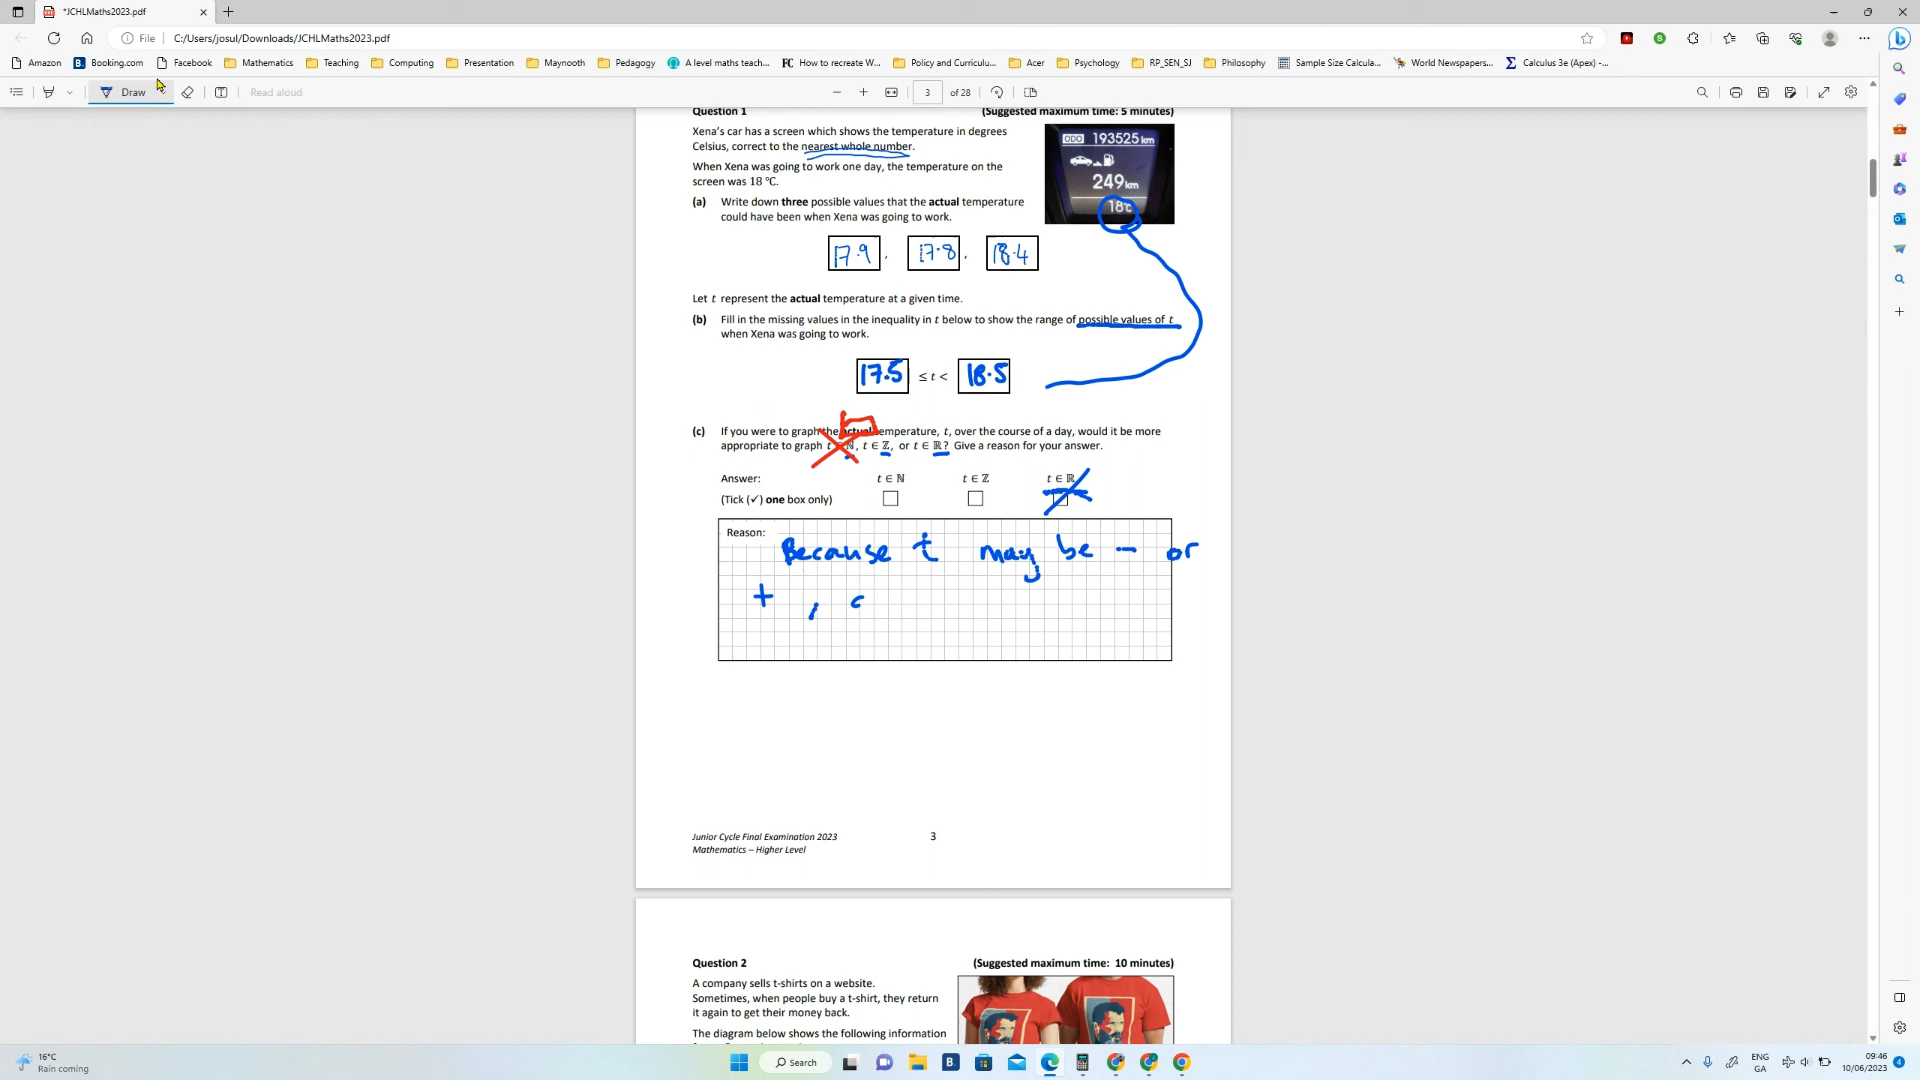 *JCHLMaths2023.pdf
File C:/Users/josul/Downloads/JCHLMaths2023.pdf
Amazon Booking.com Facebook Mathematics Teaching Computing Presentation Maynooth Pedagogy A level maths teach... How to recreate W... Policy and Curriculu... Acer Psychology RP_SEN_SJ Philosophy Sample Size Calcula... World Newspapers... Calculus 3e (Apex) -...
Draw Read aloud 3 of 28
Question 1 (Suggested maximum time: 5 minutes)
Xena's car has a screen which shows the temperature in degrees
Celsius, correct to the nearest whole number.
When Xena was going to work one day, the temperature on the
screen was 18 °C.
ODO 193525 km
249km
18°C
(a) Write down three possible values that the actual temperature
could have been when Xena was going to work.
17.9 , 17.8 , 18.4
Let t represent the actual temperature at a given time.
(b) Fill in the missing values in the inequality in t below to show the range of possible values of t
when Xena was going to work.
17.5 ≤ t < 18.5
(c) If you were to graph the actual temperature, t, over the course of a day, would it be more
appropriate to graph t ∈ ℕ, t ∈ ℤ, or t ∈ ℝ? Give a reason for your answer.
Answer: t ∈ ℕ t ∈ ℤ t ∈ ℝ
(Tick (✓) one box only)
Reason:
Because t may be - or
+ ,
Junior Cycle Final Examination 2023 3
Mathematics – Higher Level
Question 2 (Suggested maximum time: 10 minutes)
A company sells t-shirts on a website.
Sometimes, when people buy a t-shirt, they return
it again to get their money back.
The diagram below shows the following information
16°C
Rain coming
Search
ENG
GA
09:46
10/06/2023
4